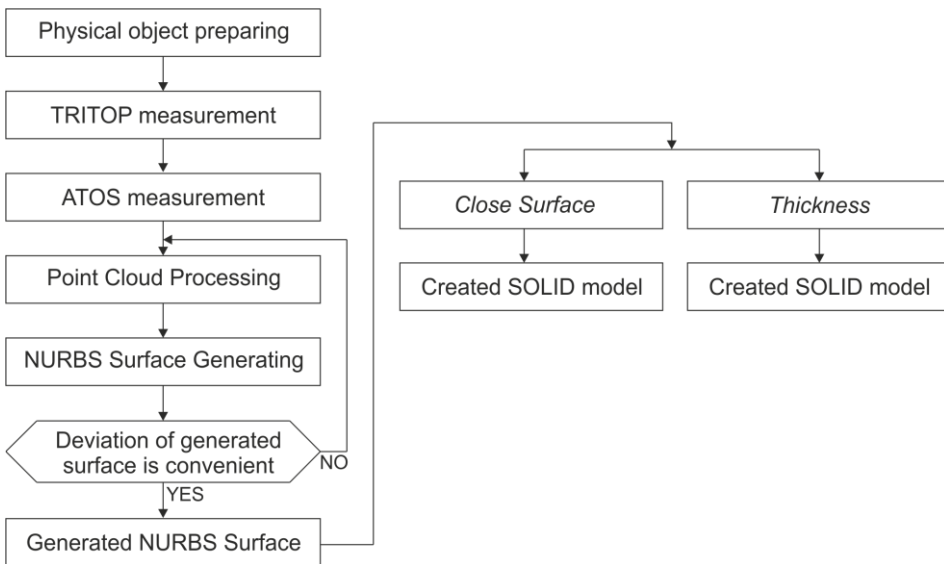 Physical object preparing
TRITOP measurement
ATOS measurement
Point Cloud Processing
NURBS Surface Generating
Deviation of generated
surface is convenient
NO
YES
Generated NURBS Surface
Close Surface
Created SOLID model
Thickness
Created SOLID model